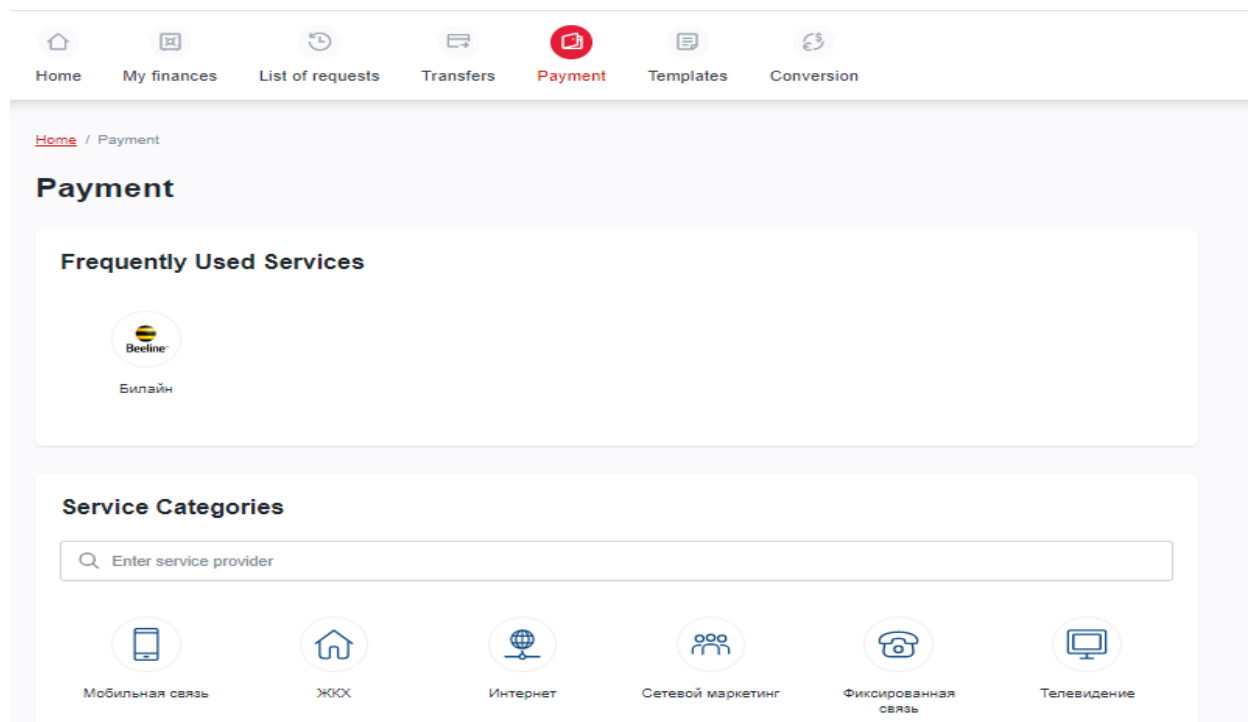 Home My finances List of requests Transfers Payment Templates Conversion
Home / Payment
Payment
Frequently Used Services
Beeline
Билайн
Service Categories
Enter service provider
Мобильная связь ЖКХ Интернет Сетевой маркетинг Фиксированная связь Телевидение